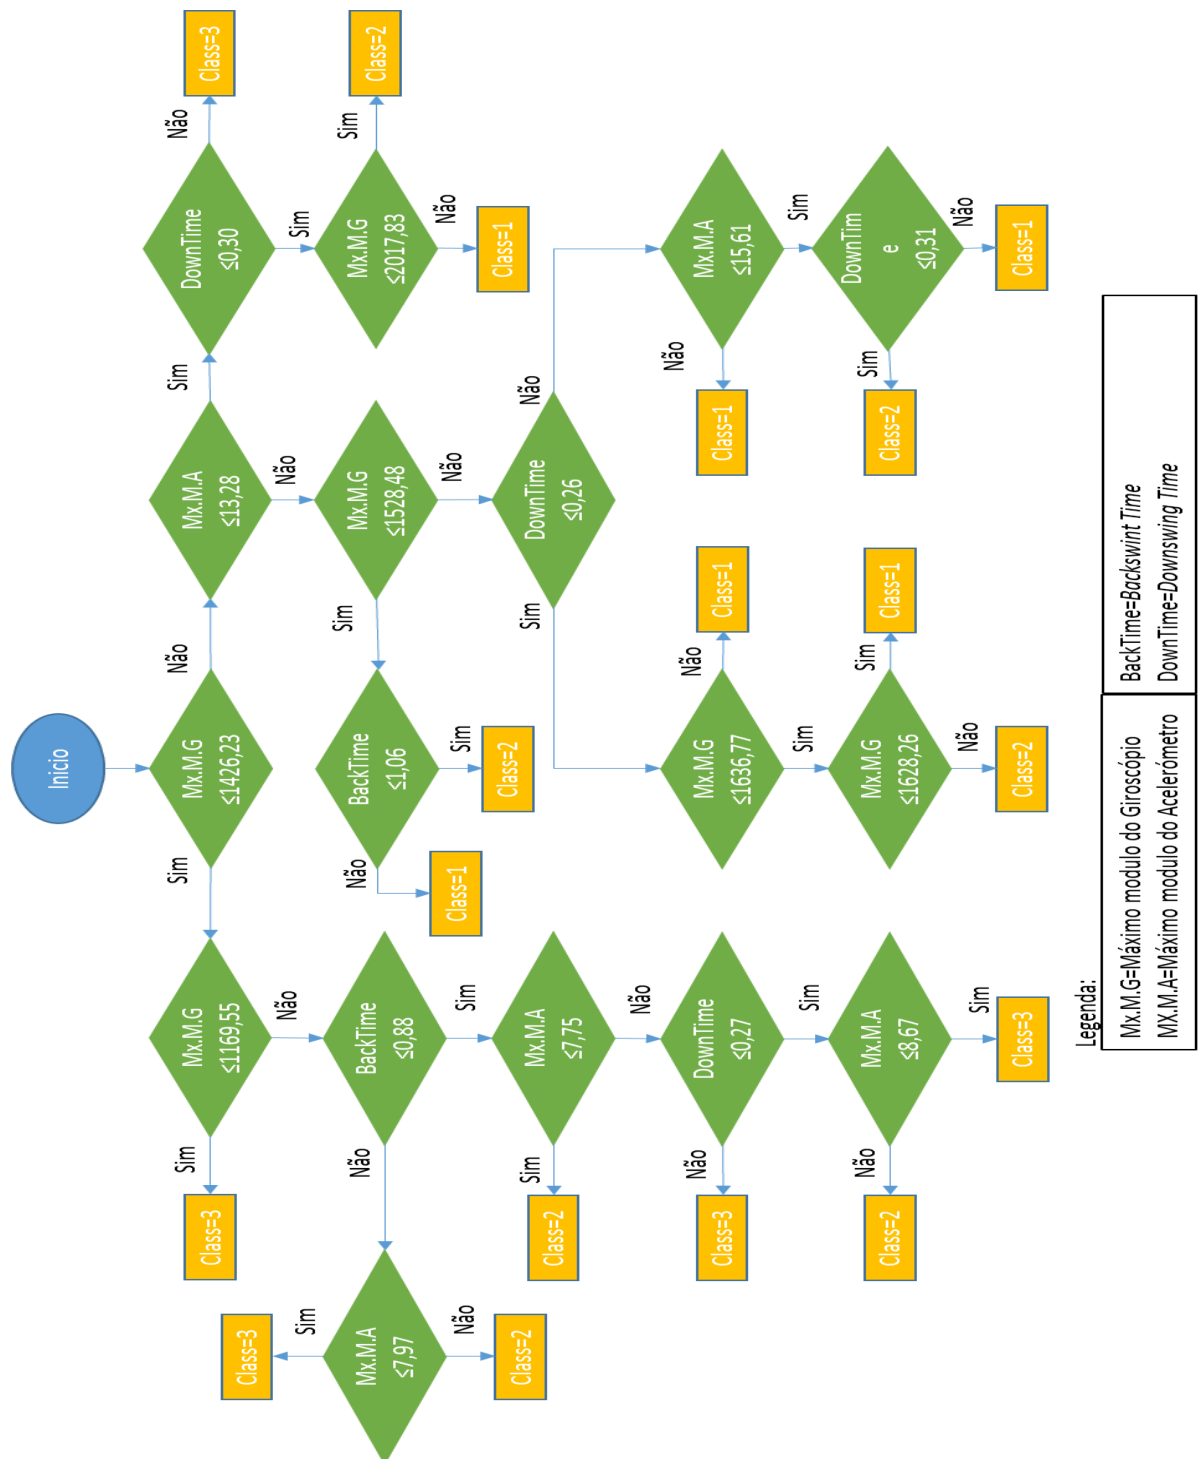 Inicio
Mx.M.G
≤1426,23
Sim
Não
Mx.M.G
≤1169,55
Sim
Class=3
Não
BackTime
≤0,88
Não
Mx.M.A
≤7,97
Sim
Class=3
Não
Class=2
Sim
Mx.M.A
≤7,75
Sim
Class=2
Não
DownTime
≤0,27
Não
Class=3
Sim
Mx.M.A
≤8,67
Não
Class=2
Sim
Class=3
Mx.M.A
≤13,28
Sim
DownTime
≤0,30
Não
Class=3
Sim
Mx.M.G
≤2017,83
Sim
Class=2
Não
Class=1
Não
Mx.M.G
≤1528,48
Sim
BackTime
≤1,06
Não
Class=1
Sim
Class=2
Não
DownTime
≤0,26
Sim
Mx.M.G
≤1636,77
Não
Class=1
Sim
Mx.M.G
≤1628,26
Sim
Class=1
Não
Class=2
Não
Mx.M.A
≤15,61
Não
Class=1
Sim
DownTim
e
≤0,31
Sim
Class=2
Não
Class=1
Legenda:
Mx.M.G=Máximo modulo do Giroscópio
MX.M.A=Máximo modulo do Acelerómetro
BackTime=Backswint Time
DownTime=Downswing Time